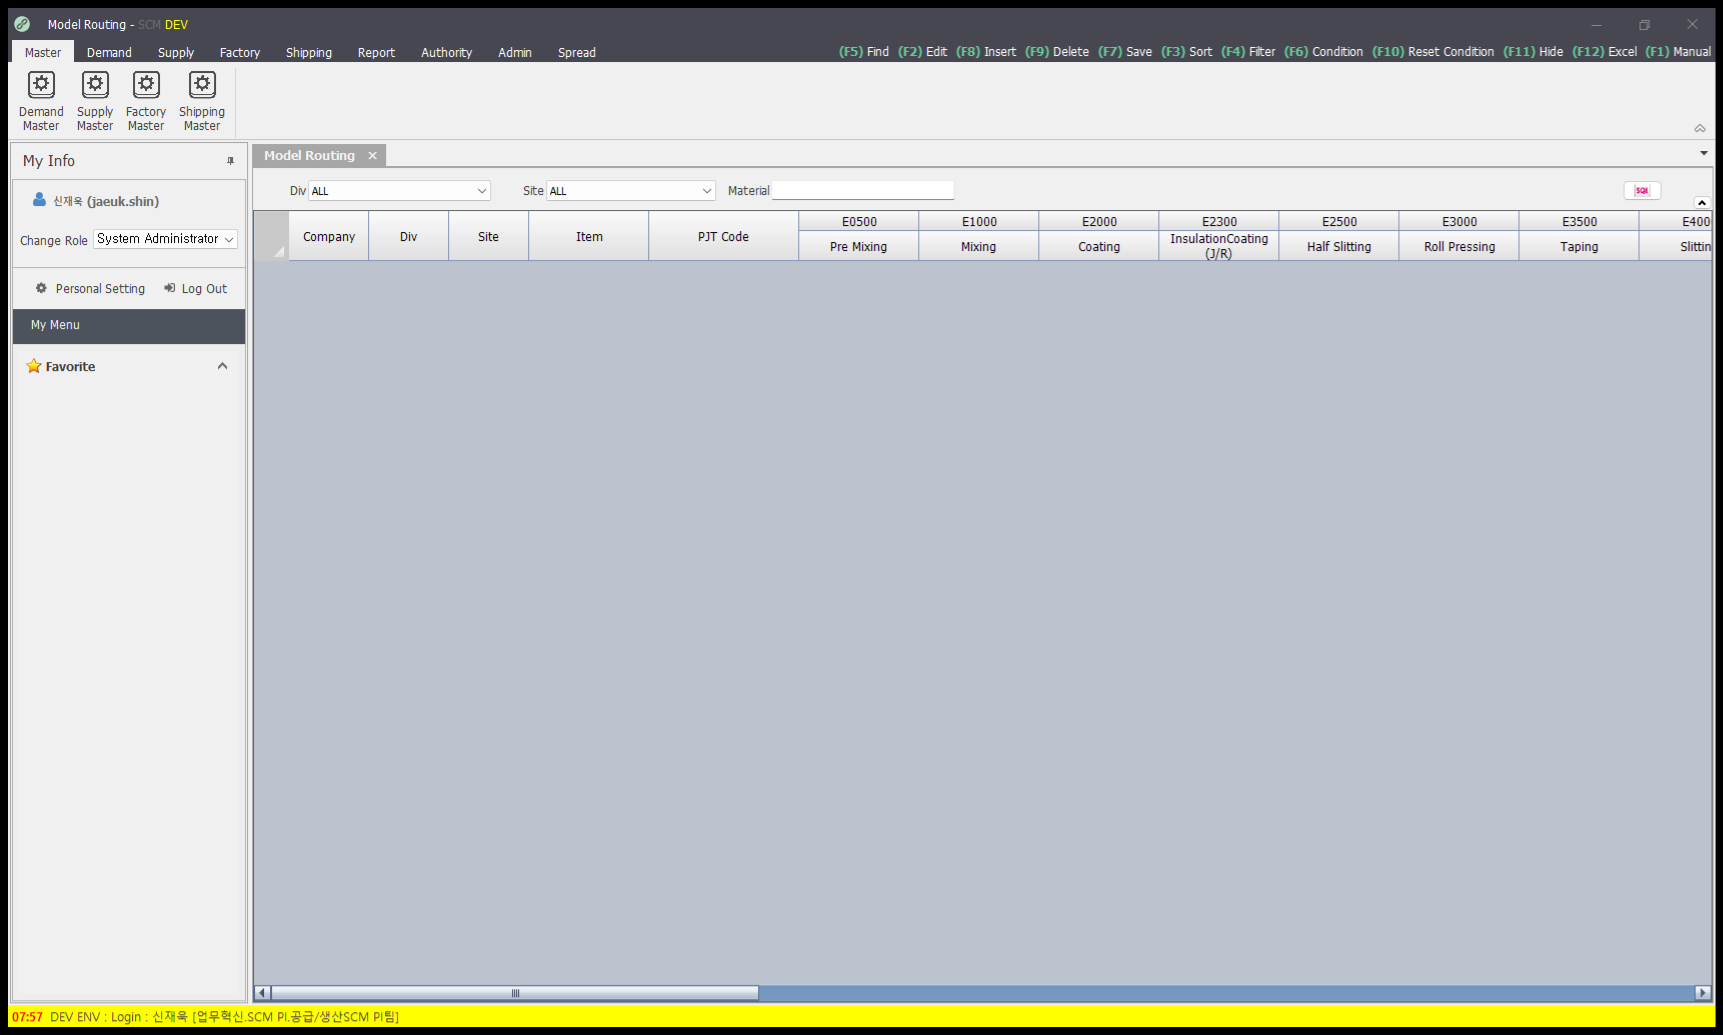 Model Routing - SCM DEV
Master Demand Supply Factory Shipping Report Authority Admin Spread (F5) Find (F2) Edit (F8) Insert (F9) Delete (F7) Save (F3) Sort (F4) Filter (F6) Condition (F10) Reset Condition (F11) Hide (F12) Excel (F1) Manual
Demand Supply Factory Shipping
Master Master Master Master
My Info
Model Routing
신재욱 (jaeuk.shin)
Change Role System Administrator
Personal Setting Log Out
My Menu
Favorite
Div ALL Site ALL Material SQL
Company Div Site Item PJT Code
E0500 E1000 E2000 E2300 E2500 E3000 E3500 E400
Pre Mixing Mixing Coating InsulationCoating Half Slitting Roll Pressing Taping Slittin
(J/R)
07:57 DEV ENV : Login : 신재욱 [업무혁신.SCM PI.공급/생산SCM PI팀]